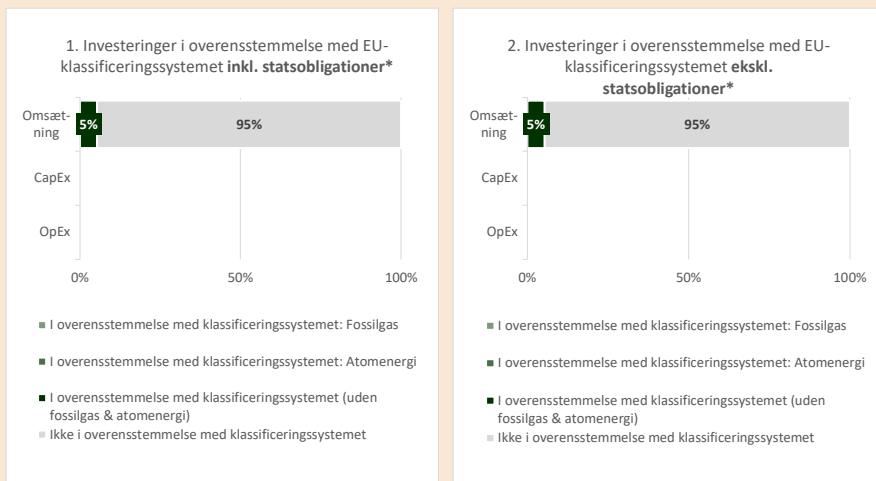 1. Investeringer i overensstemmelse med EU-
klassificeringssystemet inkl. statsobligationer*
Omsæt-
ning
5%
95%
CapEx
OpEx
0%
50%
100%
I overensstemmelse med klassificeringssystemet: Fossilgas
I overensstemmelse med klassificeringssystemet: Atomenergi
I overensstemmelse med klassificeringssystemet (uden
fossilgas & atomenergi)
Ikke i overensstemmelse med klassificeringssystemet
2. Investeringer i overensstemmelse med EU-
klassificeringssystemet ekskl.
statsobligationer*
Omsæt-
ning
5%
95%
CapEx
OpEx
0%
50%
100%
I overensstemmelse med klassificeringssystemet: Fossilgas
I overensstemmelse med klassificeringssystemet: Atomenergi
I overensstemmelse med klassificeringssystemet (uden
fossilgas & atomenergi)
Ikke i overensstemmelse med klassificeringssystemet